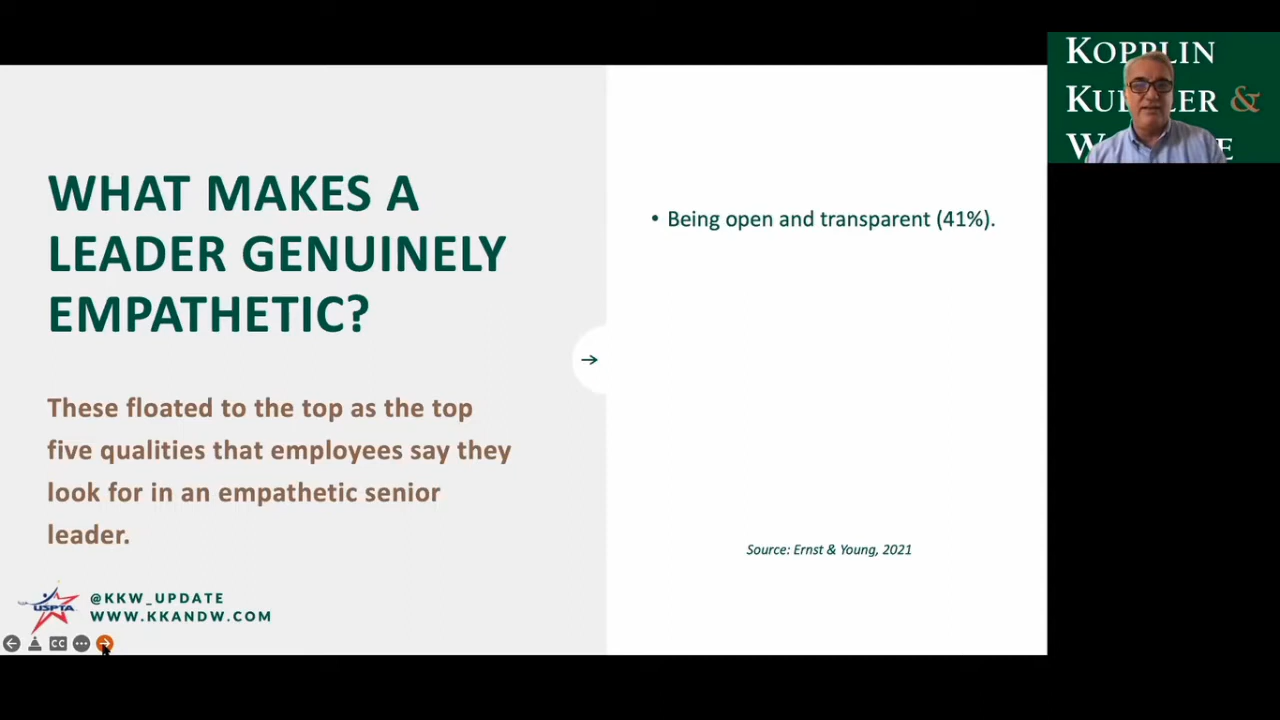 WHAT MAKES A
LEADER GENUINELY
EMPATHETIC?
These floated to the top as the top
five qualities that employees say they
look for in an empathetic senior
leader.
USPTA
@KKW_UPDATE
WWW.KKANDW.COM
CC
• Being open and transparent (41%).
Source: Ernst & Young, 2021
KOPPLIN
&